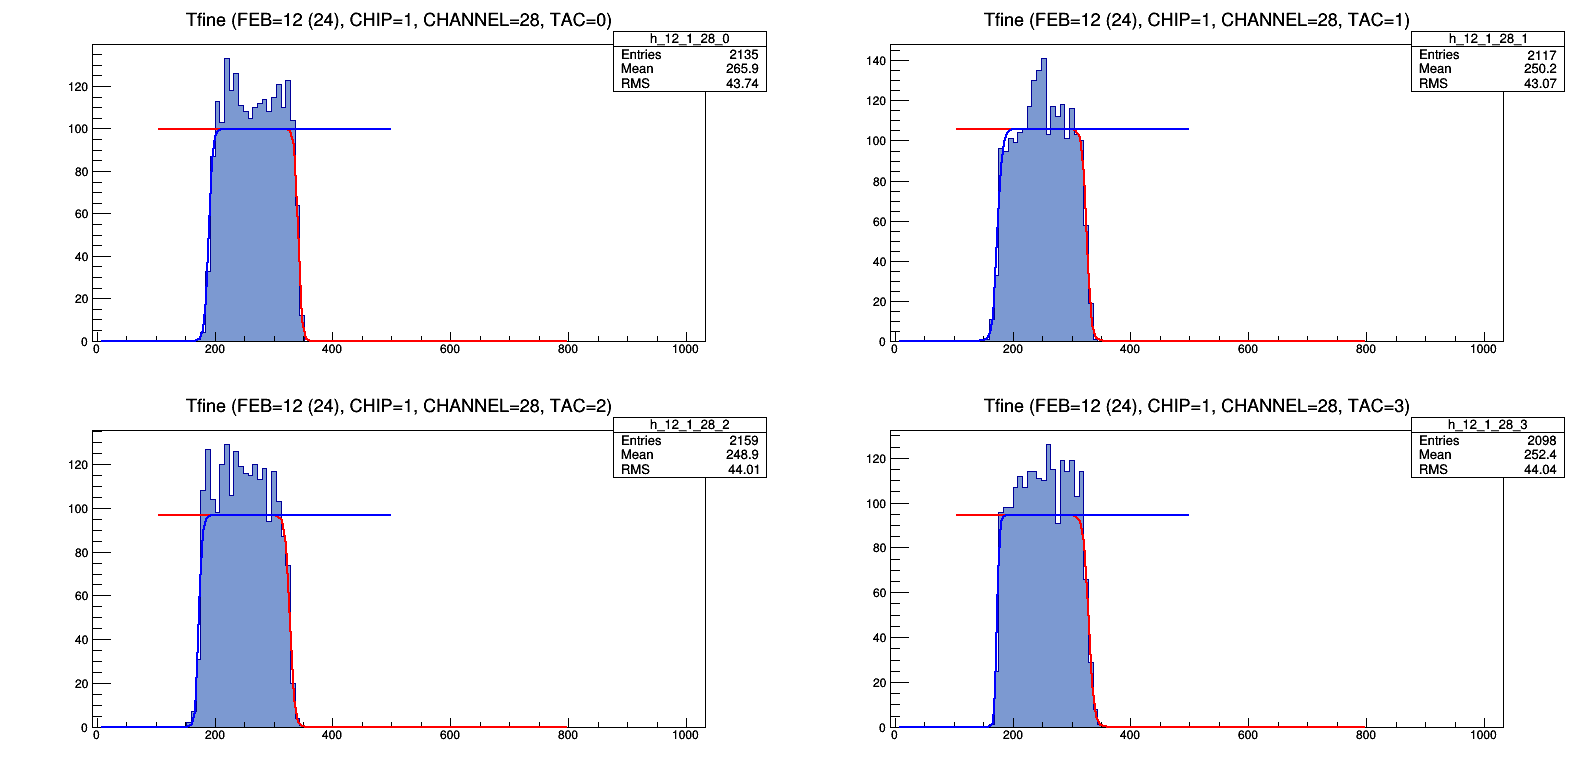 Tfine (FEB=12 (24), CHIP=1, CHANNEL=28, TAC=0)
h_12_1_28_0
Entries 2135
Mean 265.9
RMS 43.74
120
100
80
60
40
20
0
0 200 400 600 800 1000
Tfine (FEB=12 (24), CHIP=1, CHANNEL=28, TAC=1)
h_12_1_28_1
Entries 2117
Mean 250.2
RMS 43.07
140
120
100
80
60
40
20
0
0 200 400 600 800 1000
Tfine (FEB=12 (24), CHIP=1, CHANNEL=28, TAC=2)
h_12_1_28_2
Entries 2159
Mean 248.9
RMS 44.01
120
100
80
60
40
20
0
0 200 400 600 800 1000
Tfine (FEB=12 (24), CHIP=1, CHANNEL=28, TAC=3)
h_12_1_28_3
Entries 2098
Mean 252.4
RMS 44.04
120
100
80
60
40
20
0
0 200 400 600 800 1000